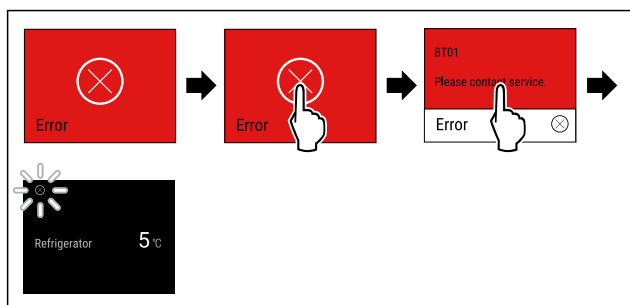 Error
Error
BT01
Please contact service.
Error
Refrigerator 5 °C